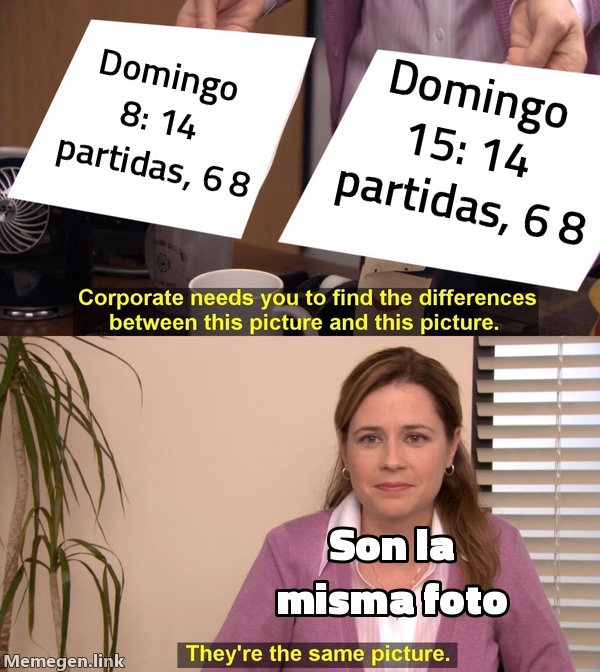 Domingo
8: 14
partidas, 6 8
Domingo
15: 14
partidas, 6 8
Corporate needs you to find the differences
between this picture and this picture.
Son la
misma foto
They're the same picture.
Memegen.link